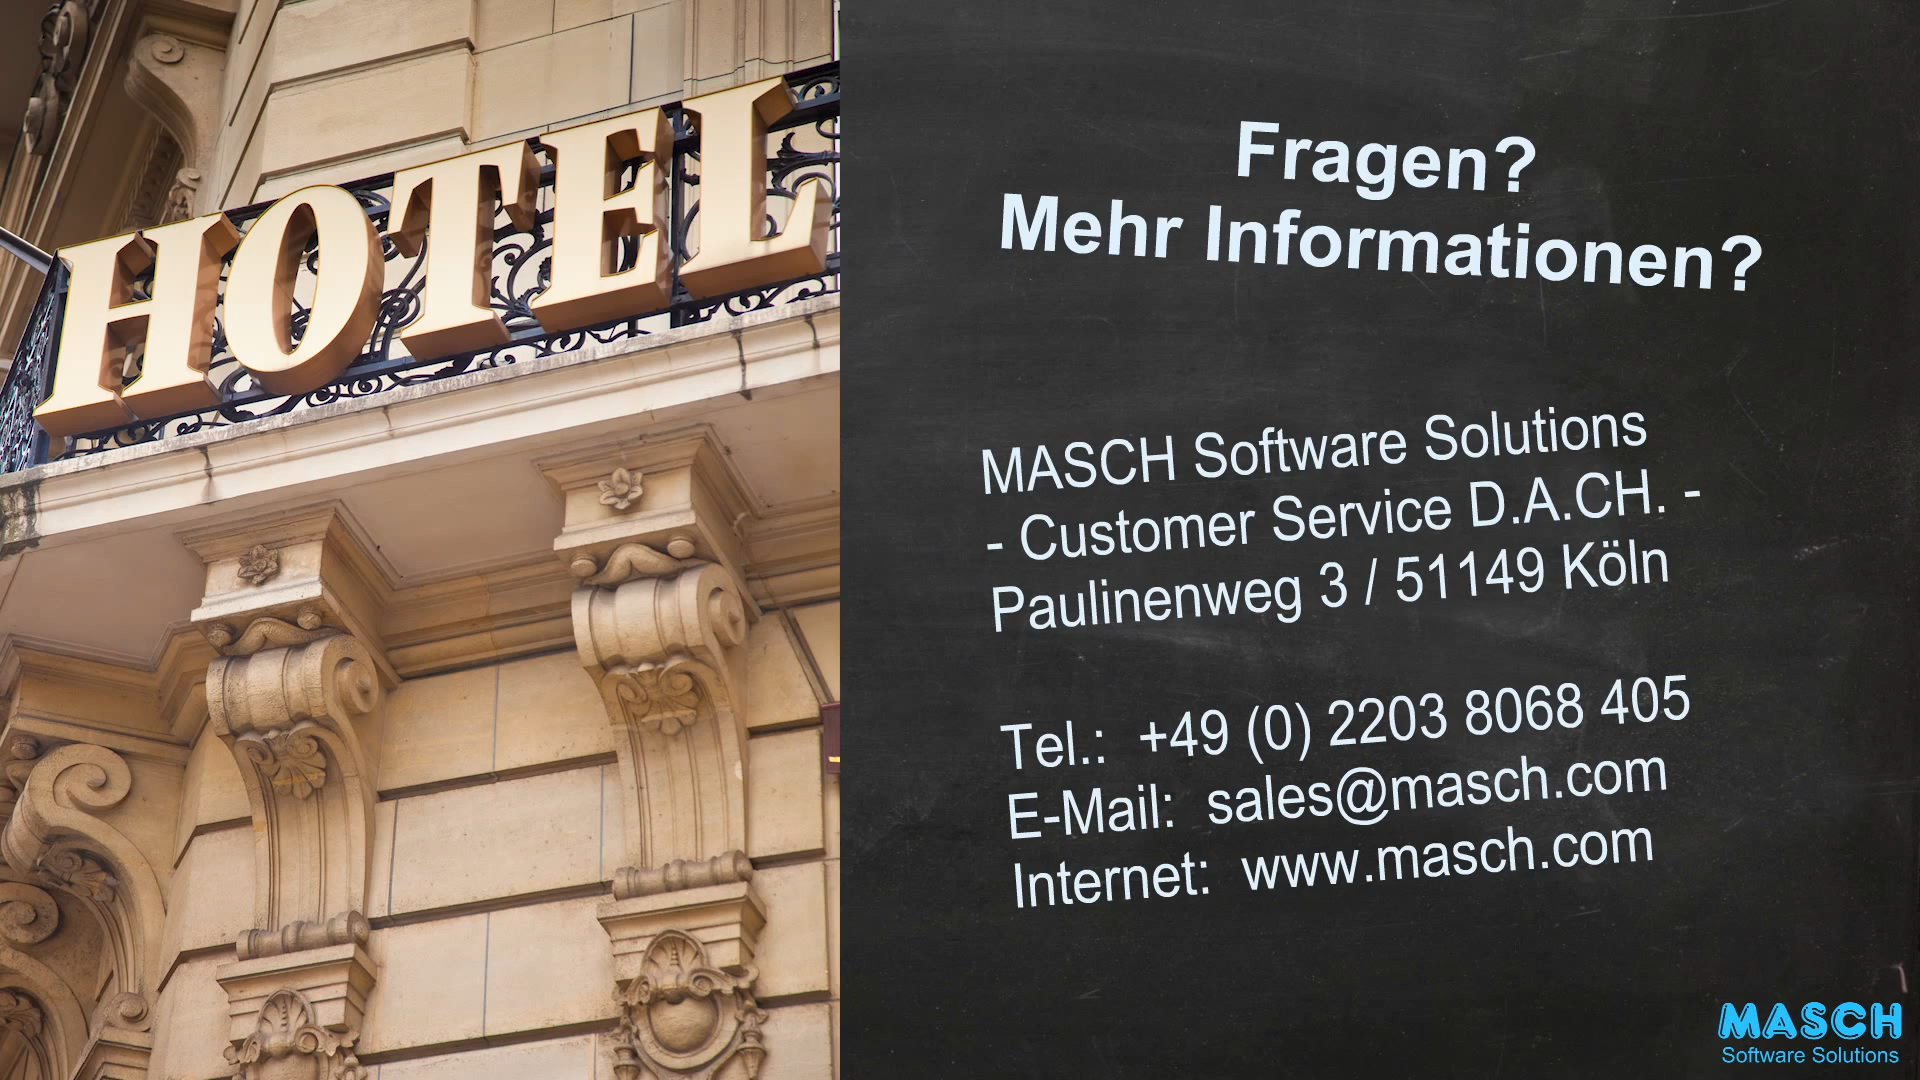 HOTEL
Fragen?
Mehr Informationen?
MASCH Software Solutions
- Customer Service D.A.CH. -
Paulinenweg 3 / 51149 Köln
Tel.: +49 (0) 2203 8068 405
E-Mail: sales@masch.com
Internet: www.masch.com
MASCH
Software Solutions